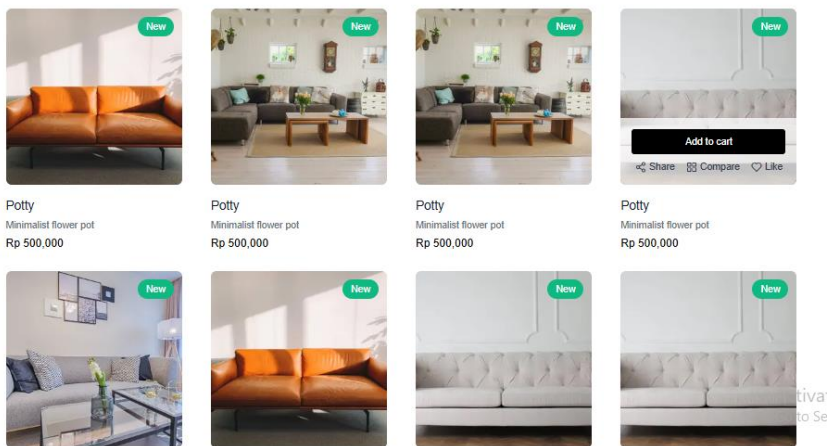 New New New New
Add to cart
Share Compare Like
Potty Potty Potty Potty
Minimalist flower pot Minimalist flower pot Minimalist flower pot Minimalist flower pot
Rp 500,000 Rp 500,000 Rp 500,000 Rp 500,000
New New New New
to Se